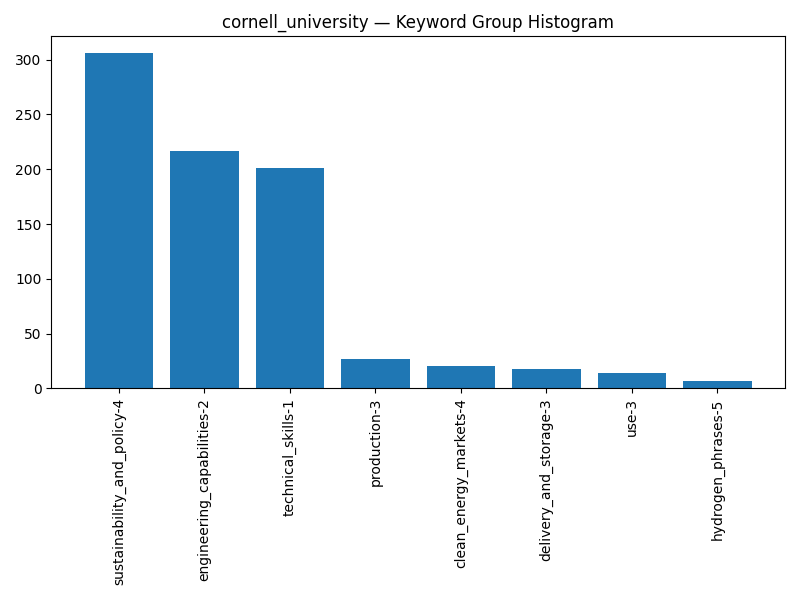 cornell_university — Keyword Group Histogram
300
250
200
150
100
50
0
sustainability_and_policy-4
engineering_capabilities-2
technical_skills-1
production-3
clean_energy_markets-4
delivery_and_storage-3
use-3
hydrogen_phrases-5